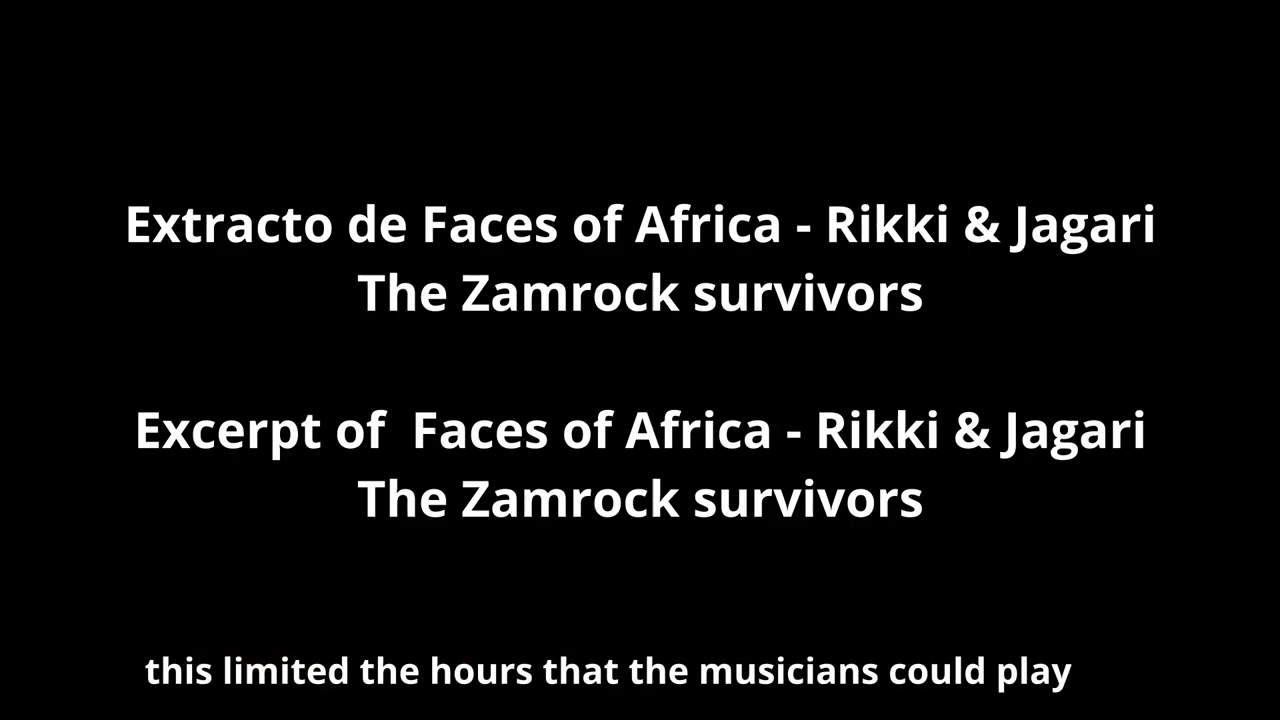 Extracto de Faces of Africa - Rikki & Jagari
The Zamrock survivors
Excerpt of  Faces of Africa - Rikki & Jagari
The Zamrock survivors
this limited the hours that the musicians could play